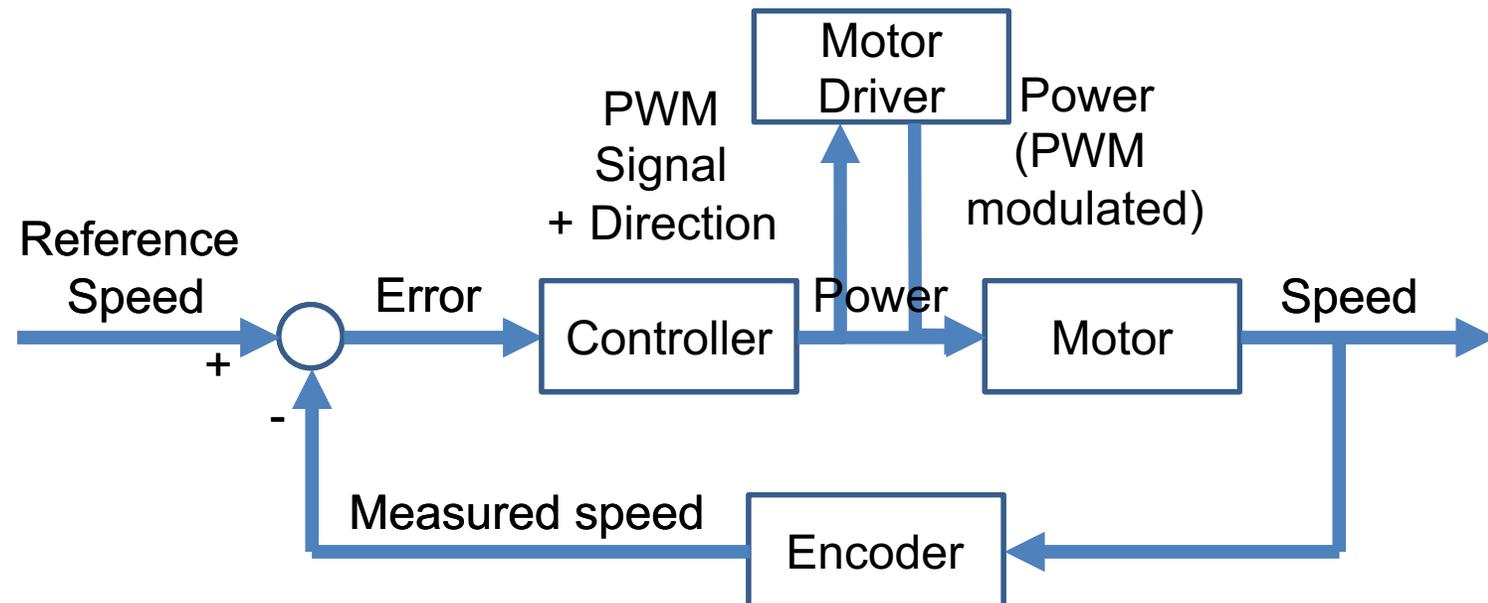 Motor
Driver
PWM
Signal
+ Direction
Power
(PWM
modulated)
Reference
Speed
+
-
Error
Controller
Power
Motor
Speed
Measured speed
Encoder